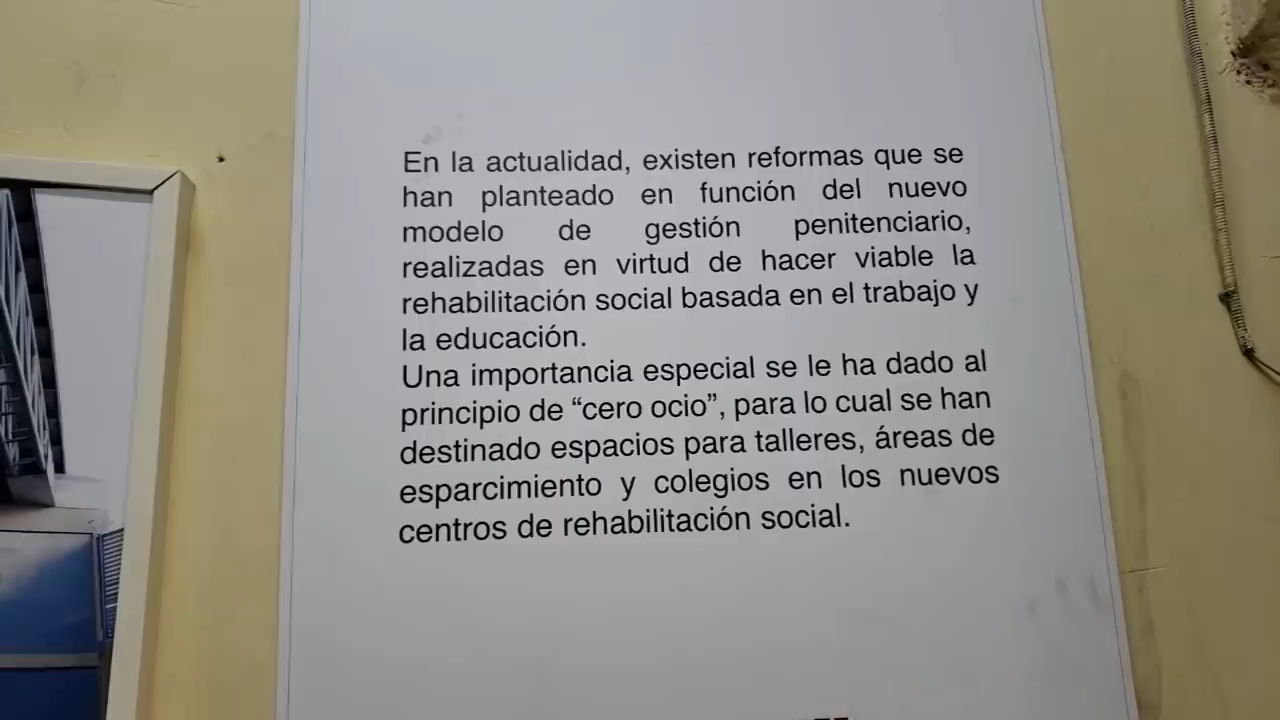 En la actualidad, existen reformas que se
han planteado en función del nuevo
modelo de gestión penitenciario,
realizadas en virtud de hacer viable la
rehabilitación social basada en el trabajo y
la educación.
Una importancia especial se le ha dado al
principio de “cero ocio”, para lo cual se han
destinado espacios para talleres, áreas de
esparcimiento y colegios en los nuevos
centros de rehabilitación social.